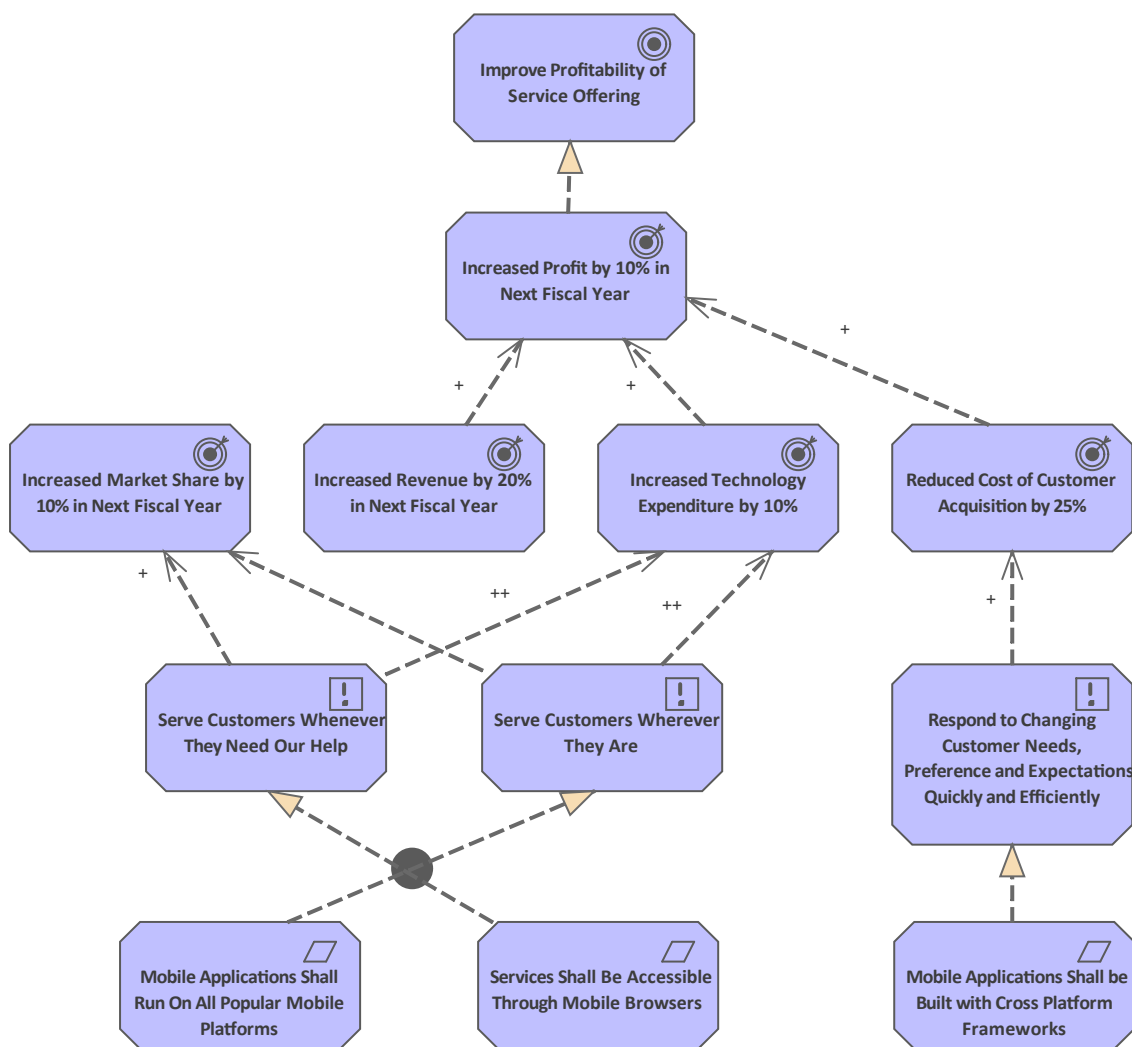 Improve Profitability of
Service Offering
Increased Profit by 10% in
Next Fiscal Year
+
+
+
Increased Market Share by
10% in Next Fiscal Year
Increased Revenue by 20%
in Next Fiscal Year
Increased Technology
Expenditure by 10%
Reduced Cost of Customer
Acquisition by 25%
+
++
++
+
Serve Customers Whenever
They Need Our Help
Serve Customers Wherever
They Are
Respond to Changing
Customer Needs,
Preference and Expectations
Quickly and Efficiently
Mobile Applications Shall
Run On All Popular Mobile
Platforms
Services Shall Be Accessible
Through Mobile Browsers
Mobile Applications Shall be
Built with Cross Platform
Frameworks